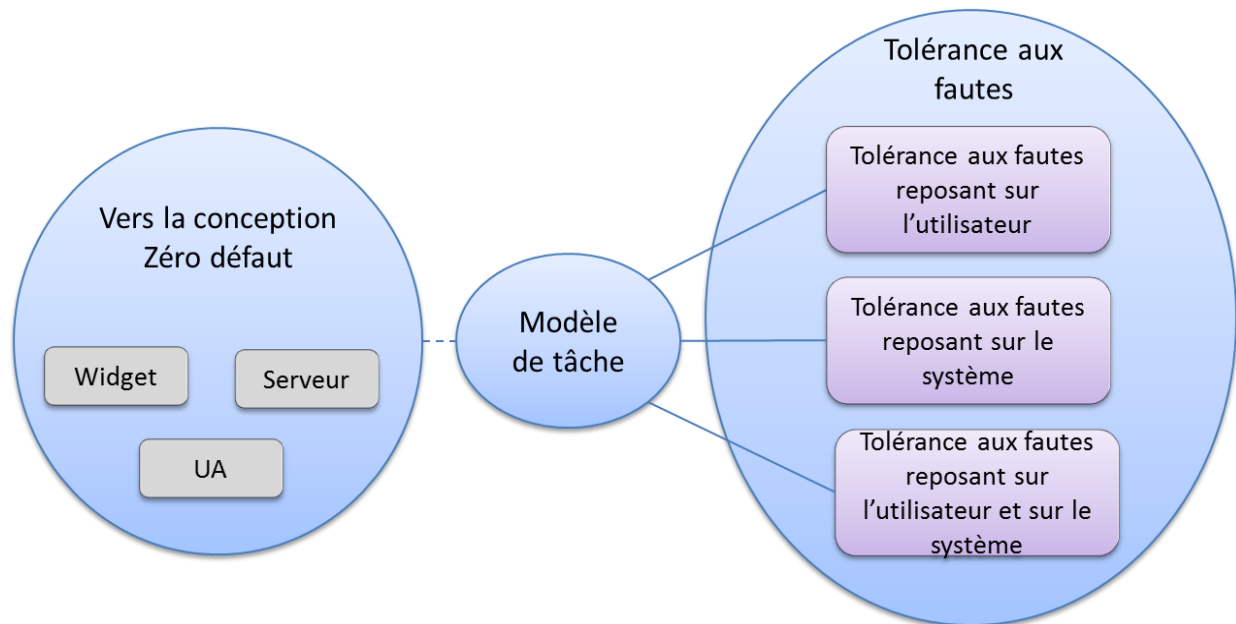 Vers la conception
Zéro défaut
Widget
Serveur
UA
Modèle
de tâche
Tolérance aux
fautes
Tolérance aux fautes
reposant sur
l’utilisateur
Tolérance aux fautes
reposant sur le
système
Tolérance aux fautes
reposant sur
l’utilisateur et sur le
système